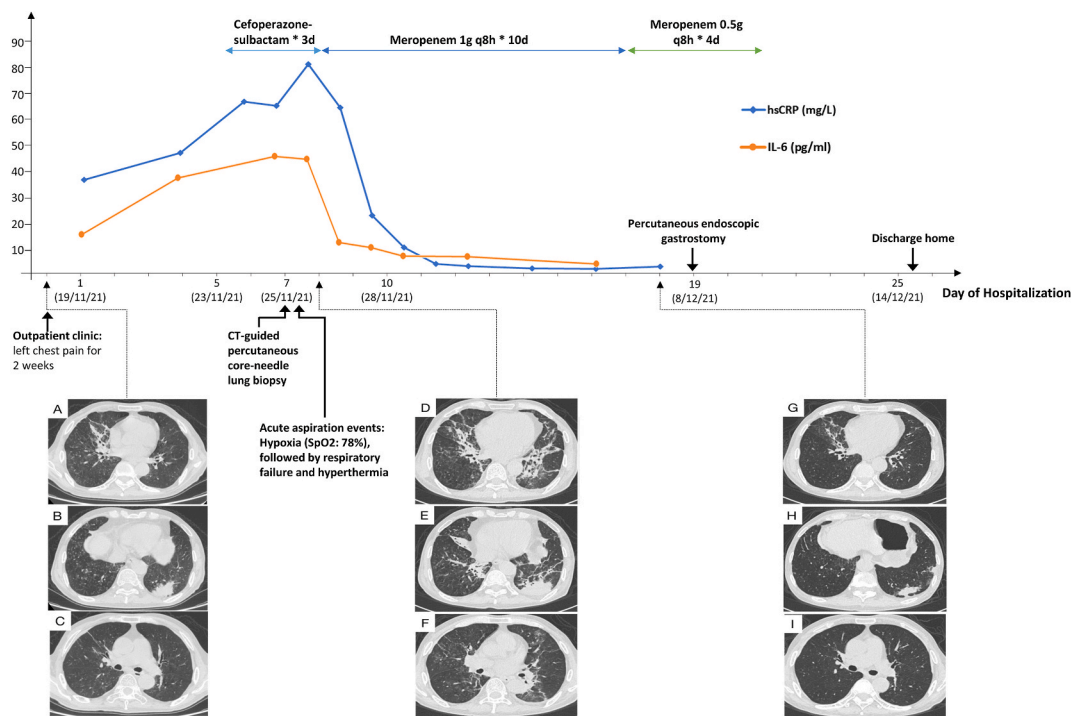 Cefoperazone-
sulbactam * 3d
Meropenem 1g q8h * 10d
Meropenem 0.5g
q8h * 4d
90
80
70
60
50
40
30
20
10
hsCRP (mg/L)
IL-6 (pg/ml)
Percutaneous endoscopic
gastrostomy
Discharge home
1
5
7
10
19
25
(19/11/21)
(23/11/21)
(25/11/21)
(28/11/21)
(8/12/21)
(14/12/21)
Day of Hospitalization
Outpatient clinic:
left chest pain for
2 weeks
CT-guided
percutaneous
core-needle
lung biopsy
Acute aspiration events:
Hypoxia (SpO2: 78%),
followed by respiratory
failure and hyperthermia
A
D
G
B
E
H
C
F
I